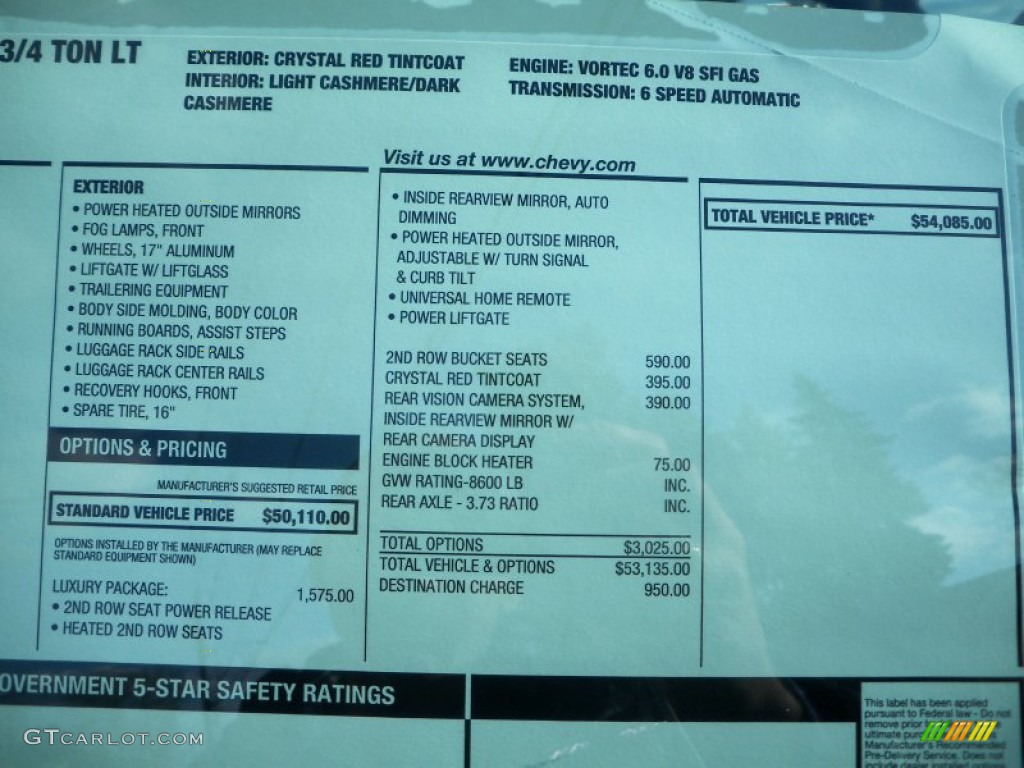 3/4 TON LT
EXTERIOR: CRYSTAL RED TINTCOAT
INTERIOR: LIGHT CASHMERE/DARK
CASHMERE
ENGINE: VORTEC 6.0 V8 SFI GAS
TRANSMISSION: 6 SPEED AUTOMATIC
Visit us at www.chevy.com
EXTERIOR
• POWER HEATED OUTSIDE MIRRORS
• FOG LAMPS, FRONT
• WHEELS, 17" ALUMINUM
• LIFTGATE W/ LIFTGLASS
• TRAILERING EQUIPMENT
• BODY SIDE MOLDING, BODY COLOR
• RUNNING BOARDS, ASSIST STEPS
• LUGGAGE RACK SIDE RAILS
• LUGGAGE RACK CENTER RAILS
• RECOVERY HOOKS, FRONT
• SPARE TIRE, 16"
OPTIONS & PRICING
MANUFACTURER'S SUGGESTED RETAIL PRICE
STANDARD VEHICLE PRICE $50,110.00
OPTIONS INSTALLED BY THE MANUFACTURER (MAY REPLACE
STANDARD EQUIPMENT SHOWN)
LUXURY PACKAGE: 1,575.00
• 2ND ROW SEAT POWER RELEASE
• HEATED 2ND ROW SEATS
• INSIDE REARVIEW MIRROR, AUTO
DIMMING
• POWER HEATED OUTSIDE MIRROR,
ADJUSTABLE W/ TURN SIGNAL
& CURB TILT
• UNIVERSAL HOME REMOTE
• POWER LIFTGATE
2ND ROW BUCKET SEATS 590.00
CRYSTAL RED TINTCOAT 395.00
REAR VISION CAMERA SYSTEM, 390.00
INSIDE REARVIEW MIRROR W/
REAR CAMERA DISPLAY
ENGINE BLOCK HEATER 75.00
GVW RATING-8600 LB INC.
REAR AXLE - 3.73 RATIO INC.
TOTAL OPTIONS $3,025.00
TOTAL VEHICLE & OPTIONS $53,135.00
DESTINATION CHARGE 950.00
TOTAL VEHICLE PRICE* $54,085.00
OVERNMENT 5-STAR SAFETY RATINGS
This label has been applied
pursuant to Federal law - Do not
remove prior
ultimate
Manufacturer's Recommended
Pre-Delivery Service. Does not
include dealer installed options
GTCARLOT.COM